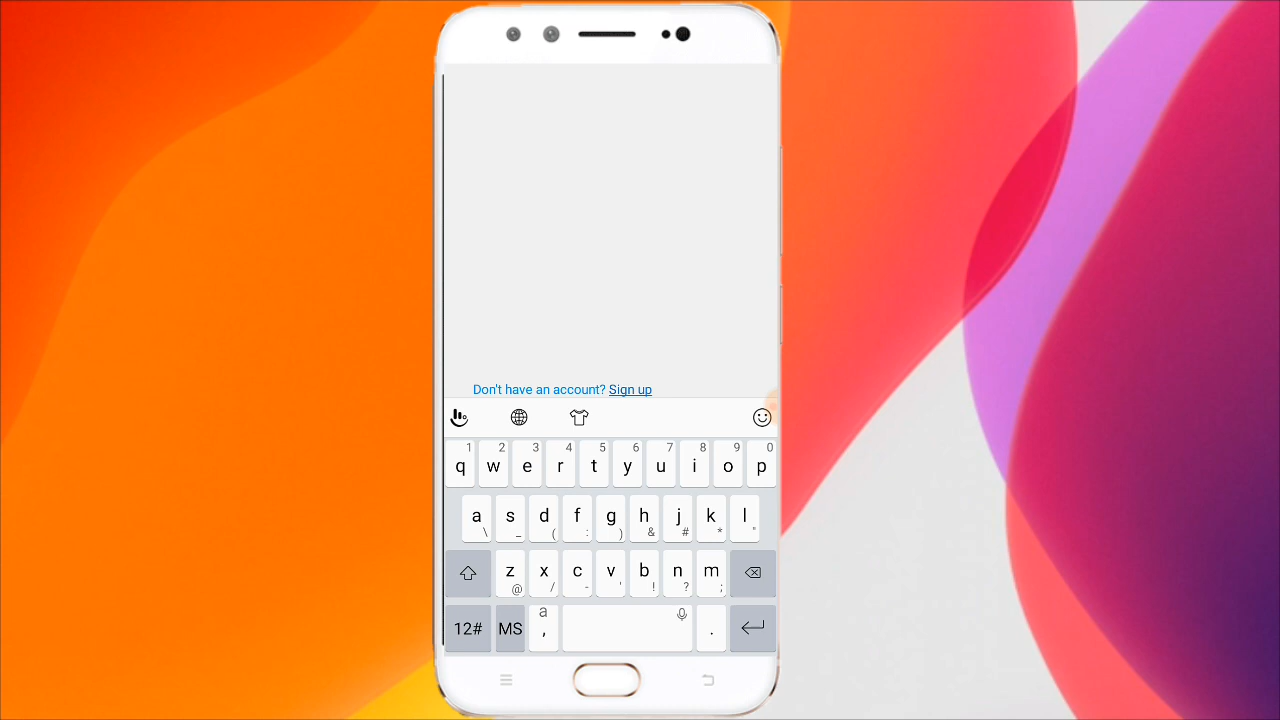 Don't have an account? Sign up
1 2 3 4 5 6 7 8 9 0
q w e r t y u i o p
a s d f g h j k l
\ _ ( : ) & # * "
z x c v b n m
@ / - ' ! ? ;
12# MS a , .